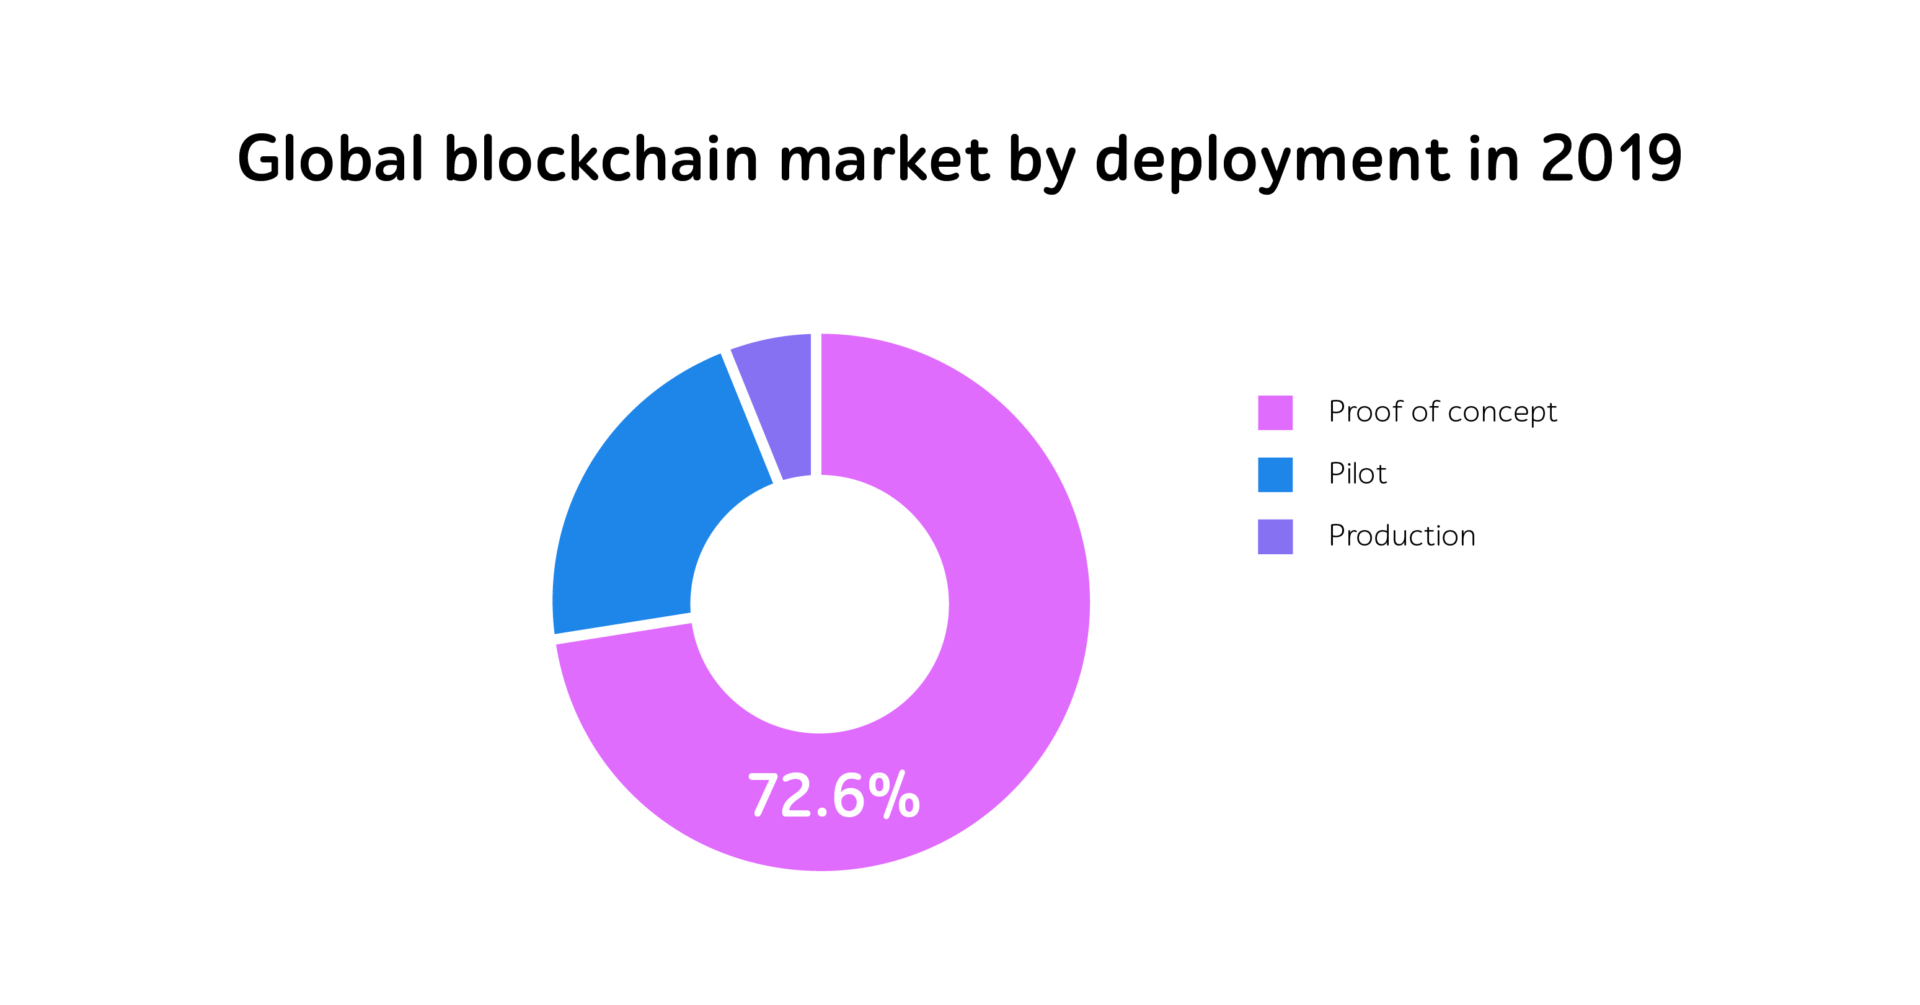 Global blockchain market by deployment in 2019
Proof of concept
Pilot
Production
72.6%